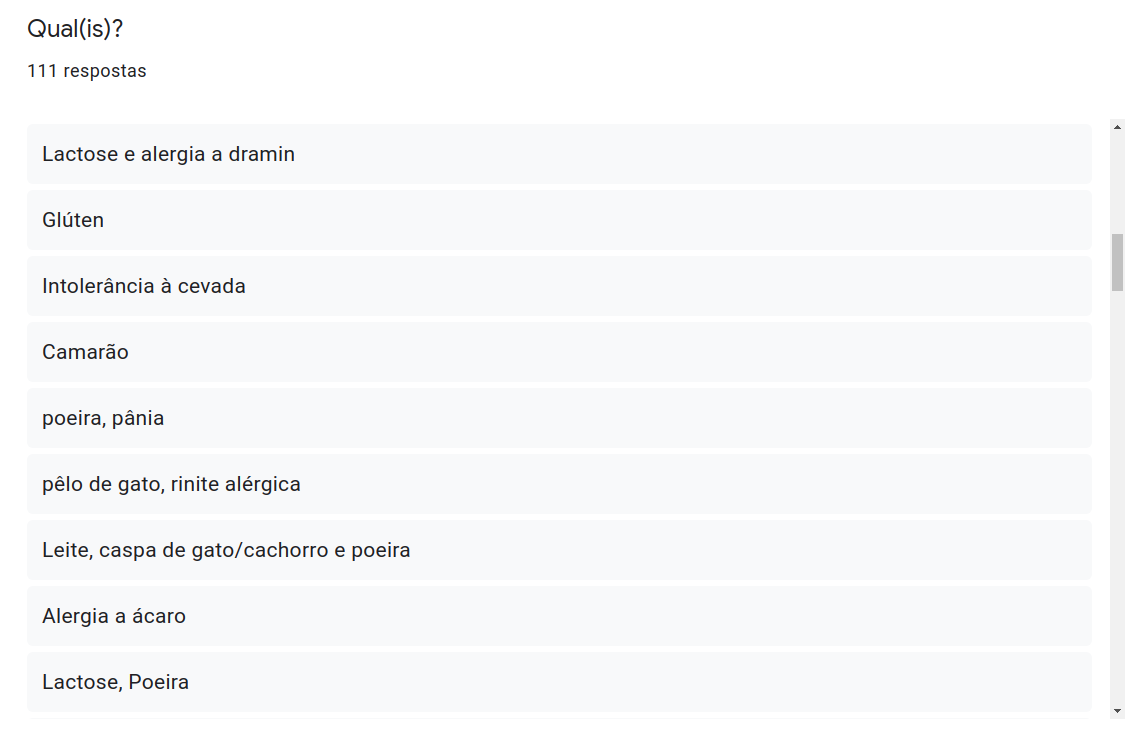 Qual(is)?
111 respostas
Lactose e alergia a dramin
Glúten
Intolerância à cevada
Camarão
poeira, pânia
pêlo de gato, rinite alérgica
Leite, caspa de gato/cachorro e poeira
Alergia a ácaro
Lactose, Poeira